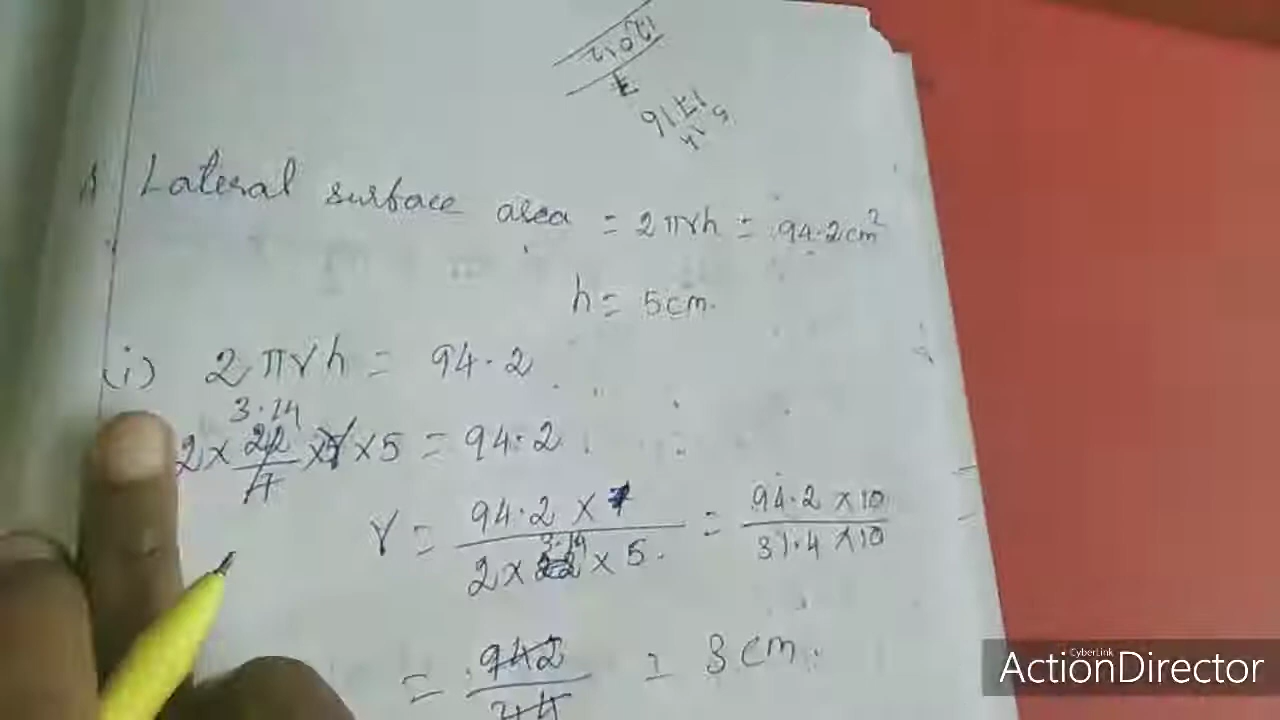 Lateral surface area = 2πrh = 94.2cm²
h = 5cm.
(i) 2πrh = 94.2
3.14
2 × 22/7 × r × 5 = 94.2
r = 94.2 × 7 / 2 × 3.14 × 5 = 94.2 × 10 / 31.4 × 10 =
= 942 / = 3 cm.
CyberLink
ActionDirector